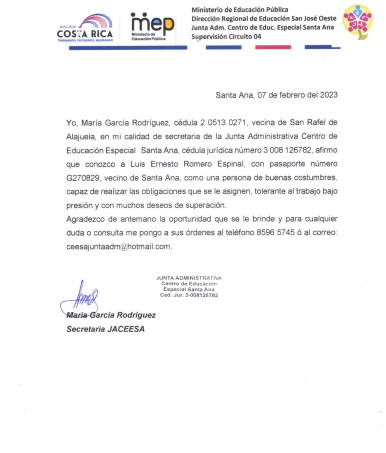 2022-2026
COSTA RICA
TRABAJANDO, DECIDIENDO, MEJORANDO
mep
Ministerio de
Educación Pública
Ministerio de Educación Pública
Dirección Regional de Educación San José Oeste
Junta Adm. Centro de Educ. Especial Santa Ana
Supervisión Circuito 04
Santa Ana, 07 de febrero del 2023
Yo, María García Rodríguez, cédula 2 0513 0271, vecina de San Rafel de
Alajuela, en mi calidad de secretaria de la Junta Administrativa Centro de
Educación Especial Santa Ana, cédula jurídica número 3 008 126782, afirmo
que conozco a Luis Ernesto Romero Espinal, con pasaporte número
G270829, vecino de Santa Ana, como una persona de buenas costumbres,
capaz de realizar las obligaciones que se le asignen, tolerante al trabajo bajo
presión y con muchos deseos de superación.
Agradezco de antemano la oportunidad que se le brinde y para cualquier
duda o consulta me pongo a sus órdenes al teléfono 8596 5745 ó al correo:
ceesajuntaadm@hotmail.com.
JUNTA ADMINISTRATIVA
Centro de Educación
Especial Santa Ana
Céd. Jur. 3-008126782
María García Rodríguez
Secretaria JACEESA